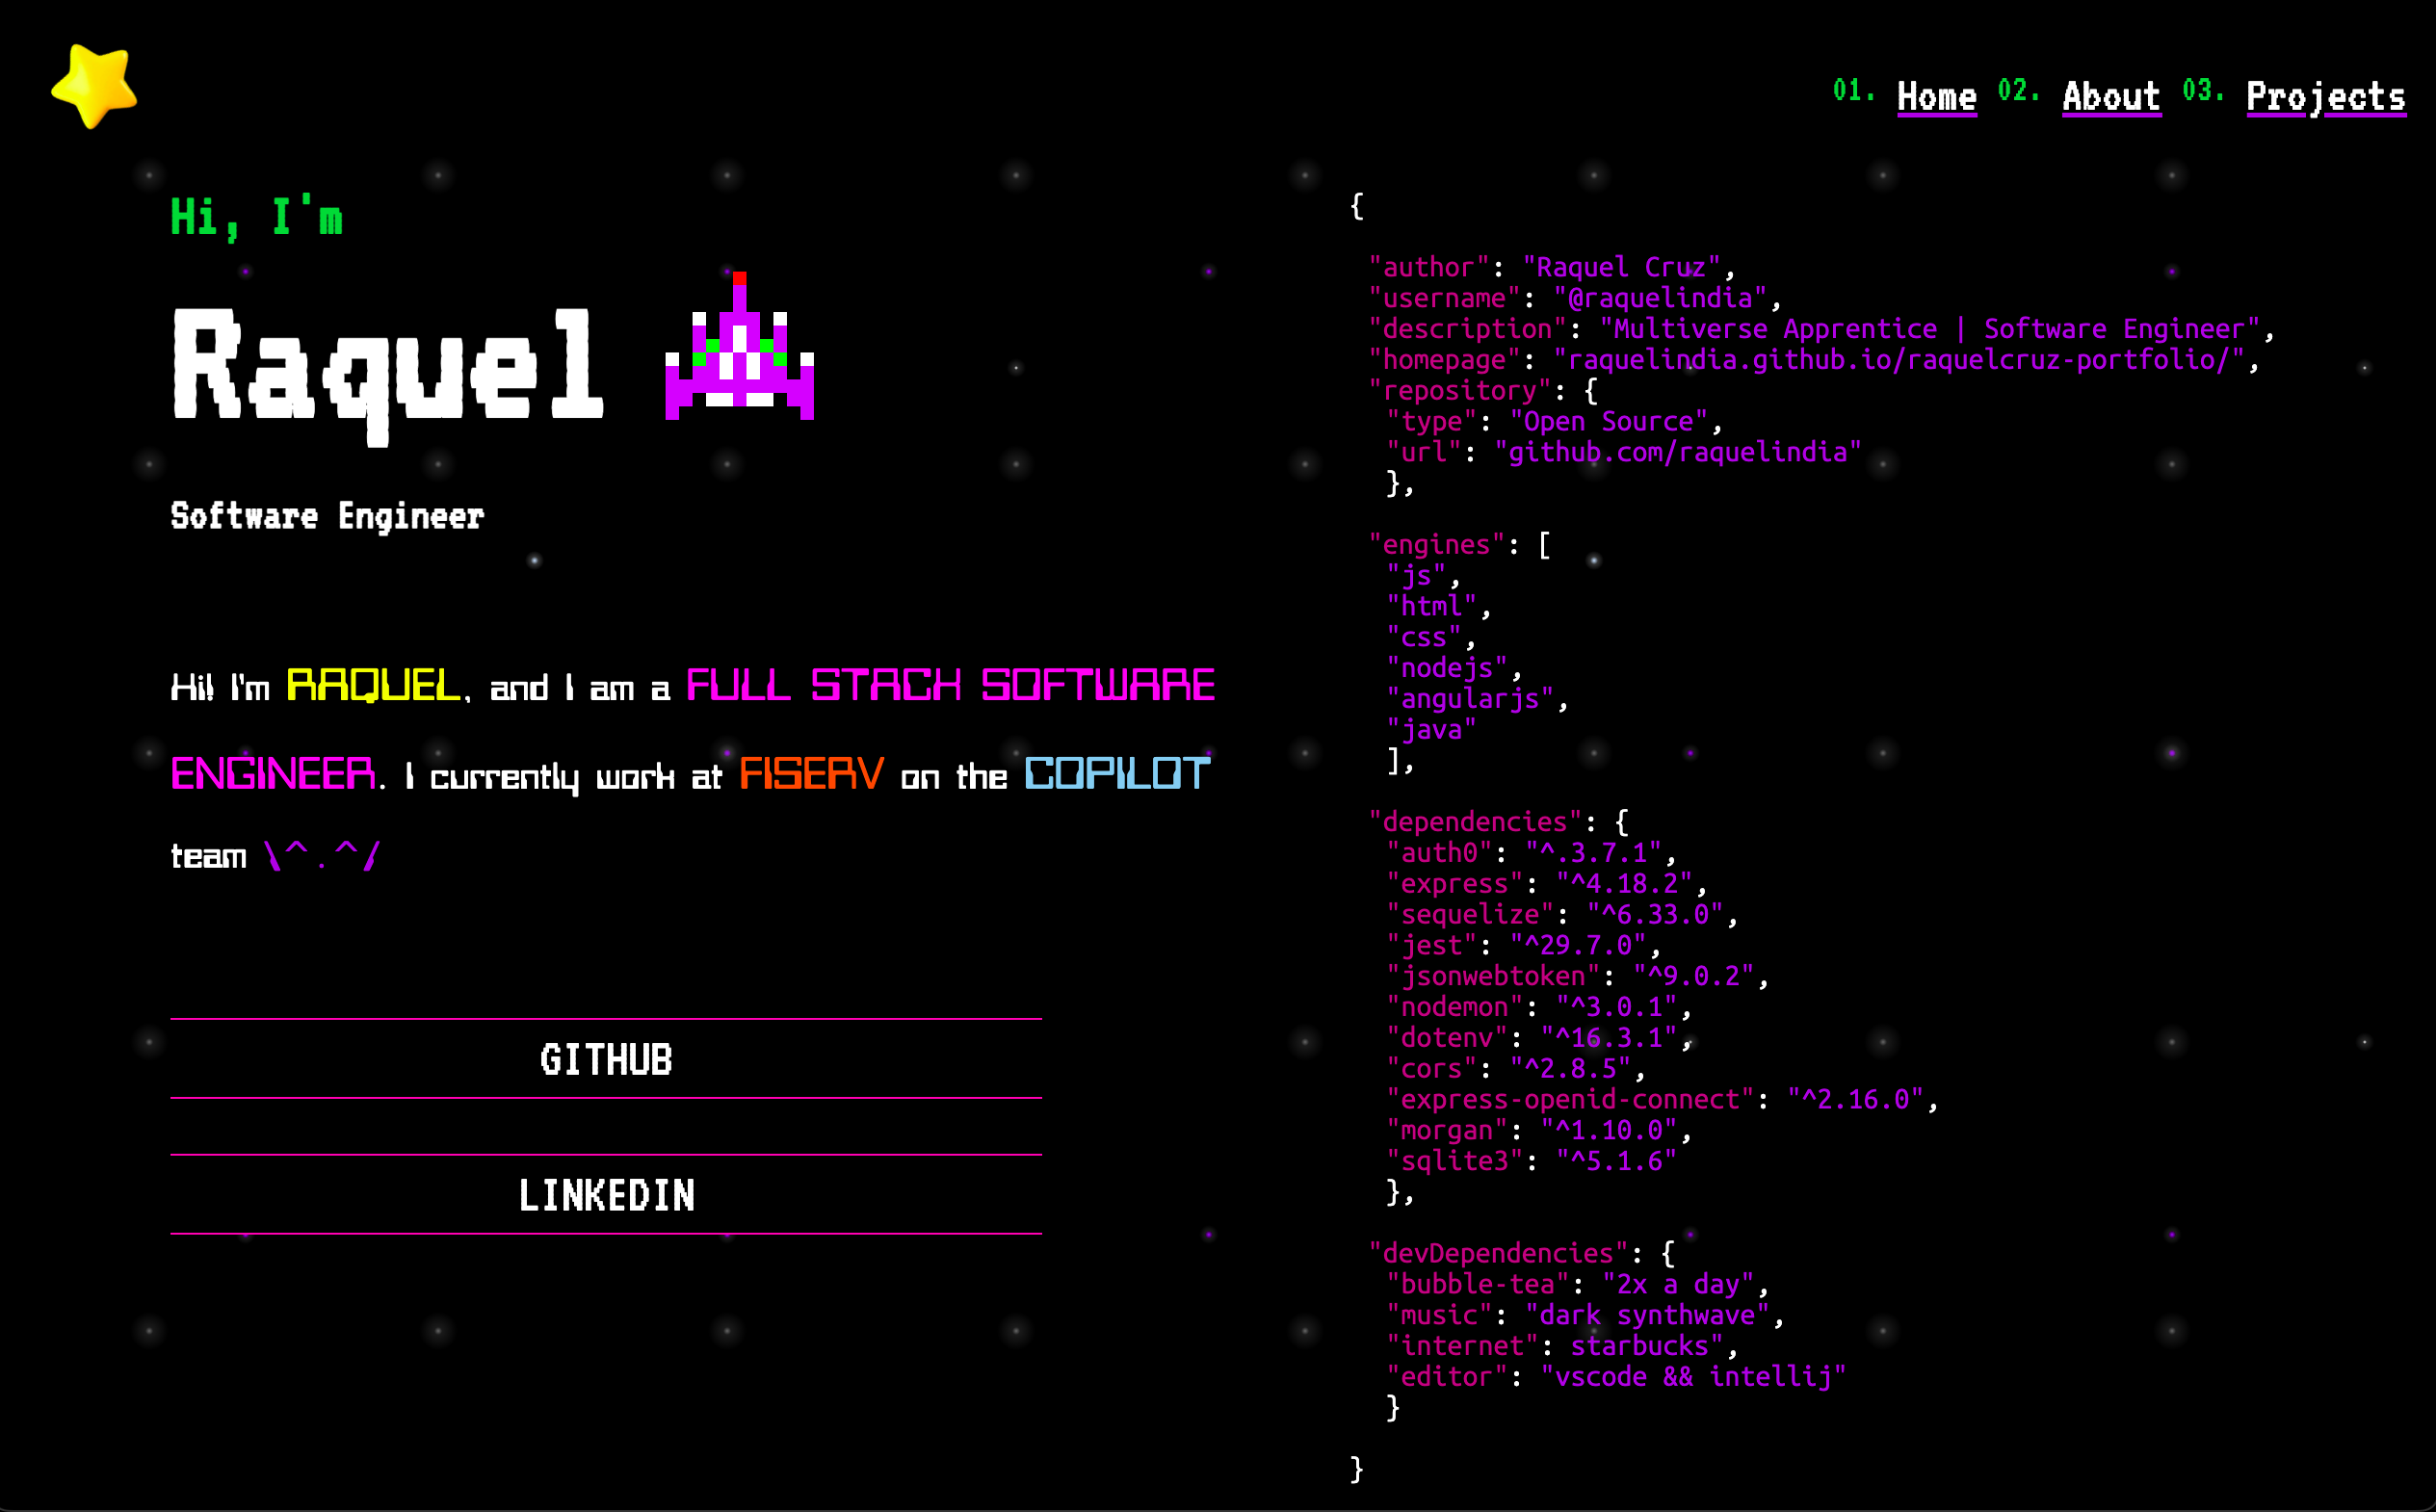 01. Home 02. About 03. Projects
Hi, I'm
Raquel
Software Engineer
Hi! I'm RAQUEL, and I am a FULL STACK SOFTWARE
ENGINEER. I currently work at FISERV on the COPILOT
team \^.^/
GITHUB
LINKEDIN
{
"author": "Raquel Cruz",
"username": "@raquelindia",
"description": "Multiverse Apprentice | Software Engineer",
"homepage": "raquelindia.github.io/raquelcruz-portfolio/",
"repository": {
"type": "Open Source",
"url": "github.com/raquelindia"
},
"engines": [
"js",
"html",
"css",
"nodejs",
"angularjs",
"java"
],
"dependencies": {
"auth0": "^.3.7.1",
"express": "^4.18.2",
"sequelize": "^6.33.0",
"jest": "^29.7.0",
"jsonwebtoken": "^9.0.2",
"nodemon": "^3.0.1",
"dotenv": "^16.3.1",
"cors": "^2.8.5",
"express-openid-connect": "^2.16.0",
"morgan": "^1.10.0",
"sqlite3": "^5.1.6"
},
"devDependencies": {
"bubble-tea": "2x a day",
"music": "dark synthwave",
"internet": starbucks",
"editor": "vscode && intellij"
}
}